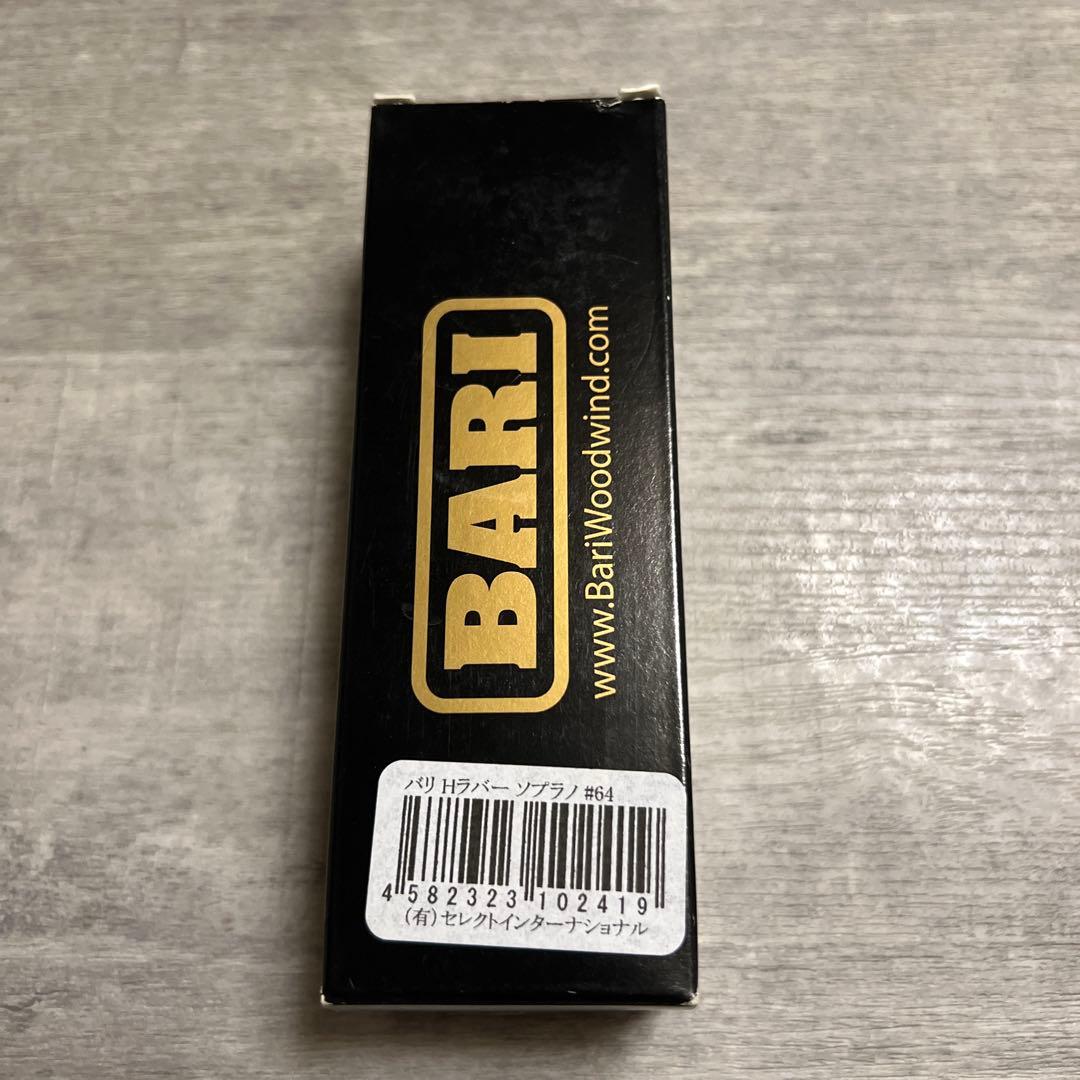 BARI
www.BariWoodwind.com
バリ Hラバー ソプラノ #64
4 582323 102419
(有)セレクトインターナショナル